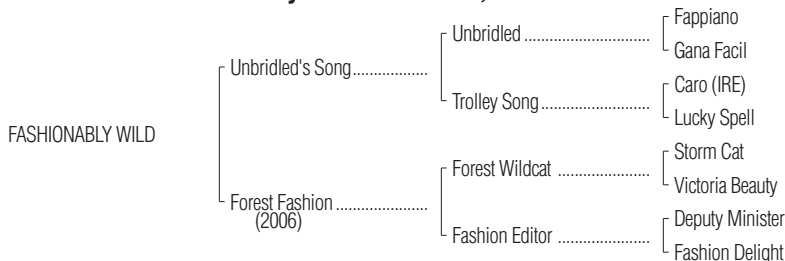 Fappiano
Unbridled ..............................
Gana Facil
Unbridled's Song..................
Caro (IRE)
Trolley Song..........................
Lucky Spell
FASHIONABLY WILD
Storm Cat
Forest Wildcat ......................
Victoria Beauty
Forest Fashion ......................
(2006)
Deputy Minister
Fashion Editor ......................
Fashion Delight